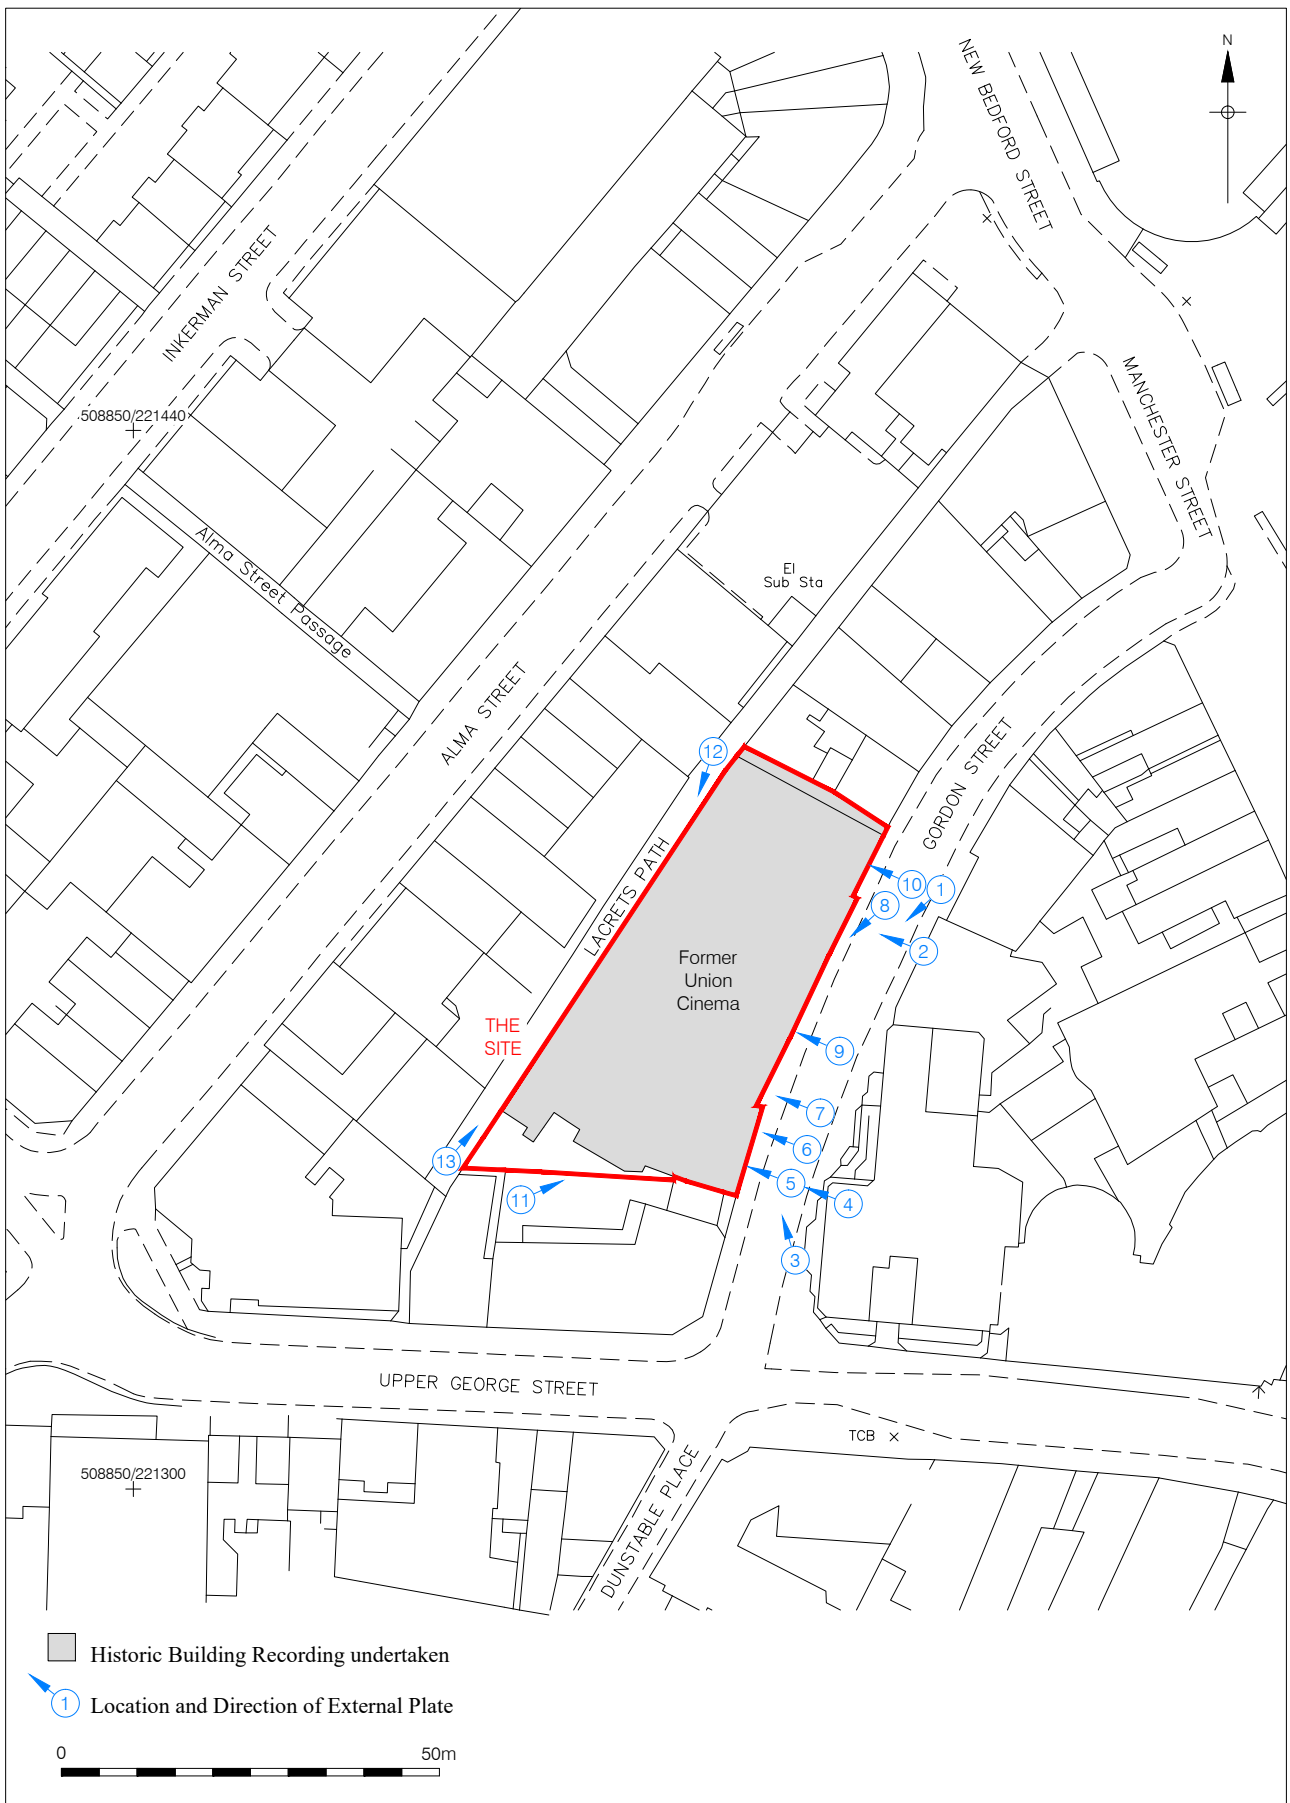 N
NEW BEDFORD STREET
INKERMAN STREET
508850/221440
MANCHESTER STREET
Alma Street Passage
El
Sub Sta
ALMA STREET
GORDON STREET
12
LACRETS PATH
10
1
8
2
Former
Union
Cinema
THE
SITE
9
7
6
13
5
11
4
3
UPPER GEORGE STREET
TCB
508850/221300
DUNSTABLE PLACE
Historic Building Recording undertaken
1 Location and Direction of External Plate
0 50m